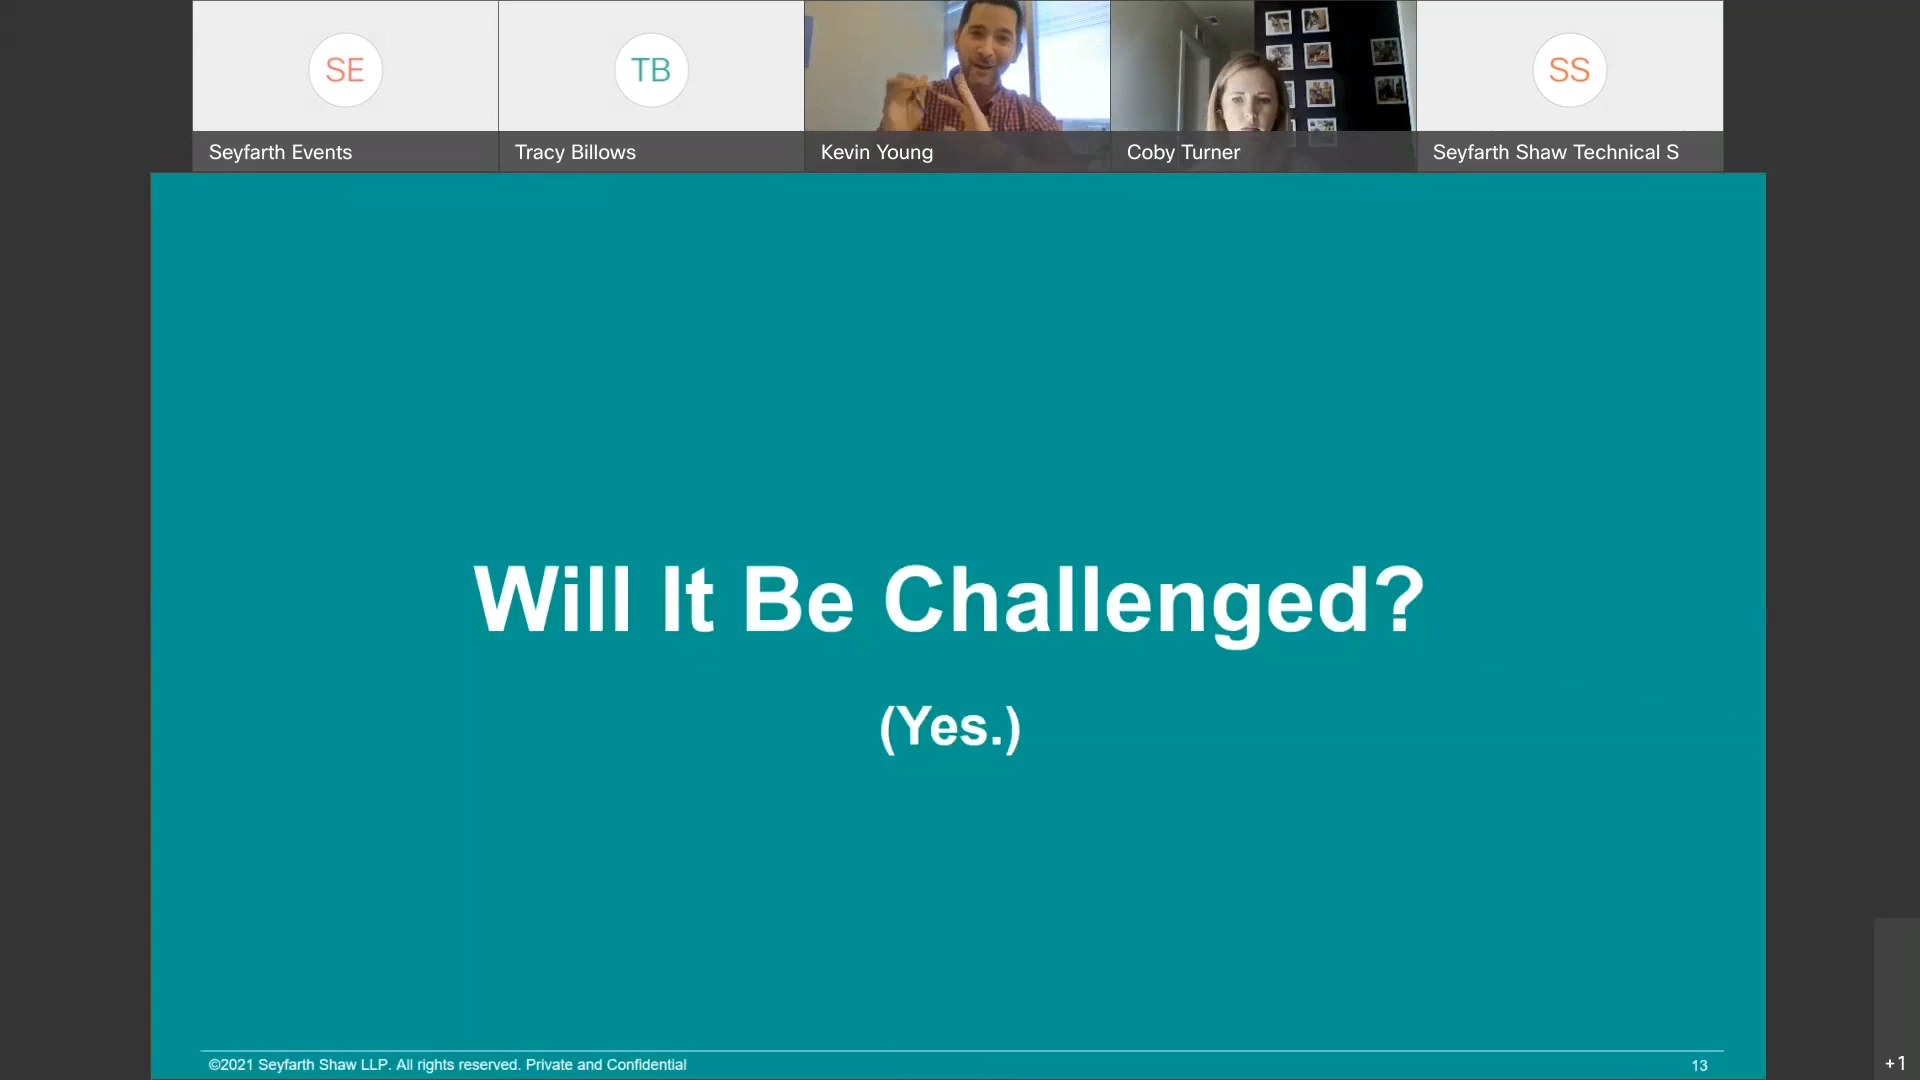 SE
TB
SS
Seyfarth Events
Tracy Billows
Kevin Young
Coby Turner
Seyfarth Shaw Technical S
Will It Be Challenged?
(Yes.)
©2021 Seyfarth Shaw LLP. All rights reserved. Private and Confidential
13
+1